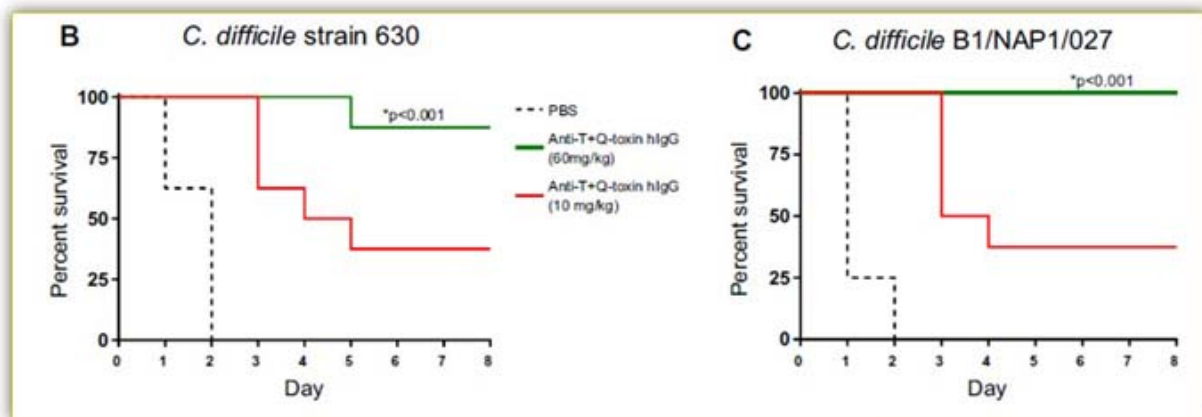 B
C. difficile strain 630
Percent survival
100
75
50
25
0
*p<0.001
0 1 2 3 4 5 6 7 8
Day
PBS
Anti-T+Q-toxin hIgG
(60mg/kg)
Anti-T+Q-toxin hIgG
(10 mg/kg)
C
C. difficile B1/NAP1/027
Percent survival
100
75
50
25
0
*p<0.001
0 1 2 3 4 5 6 7 8
Day